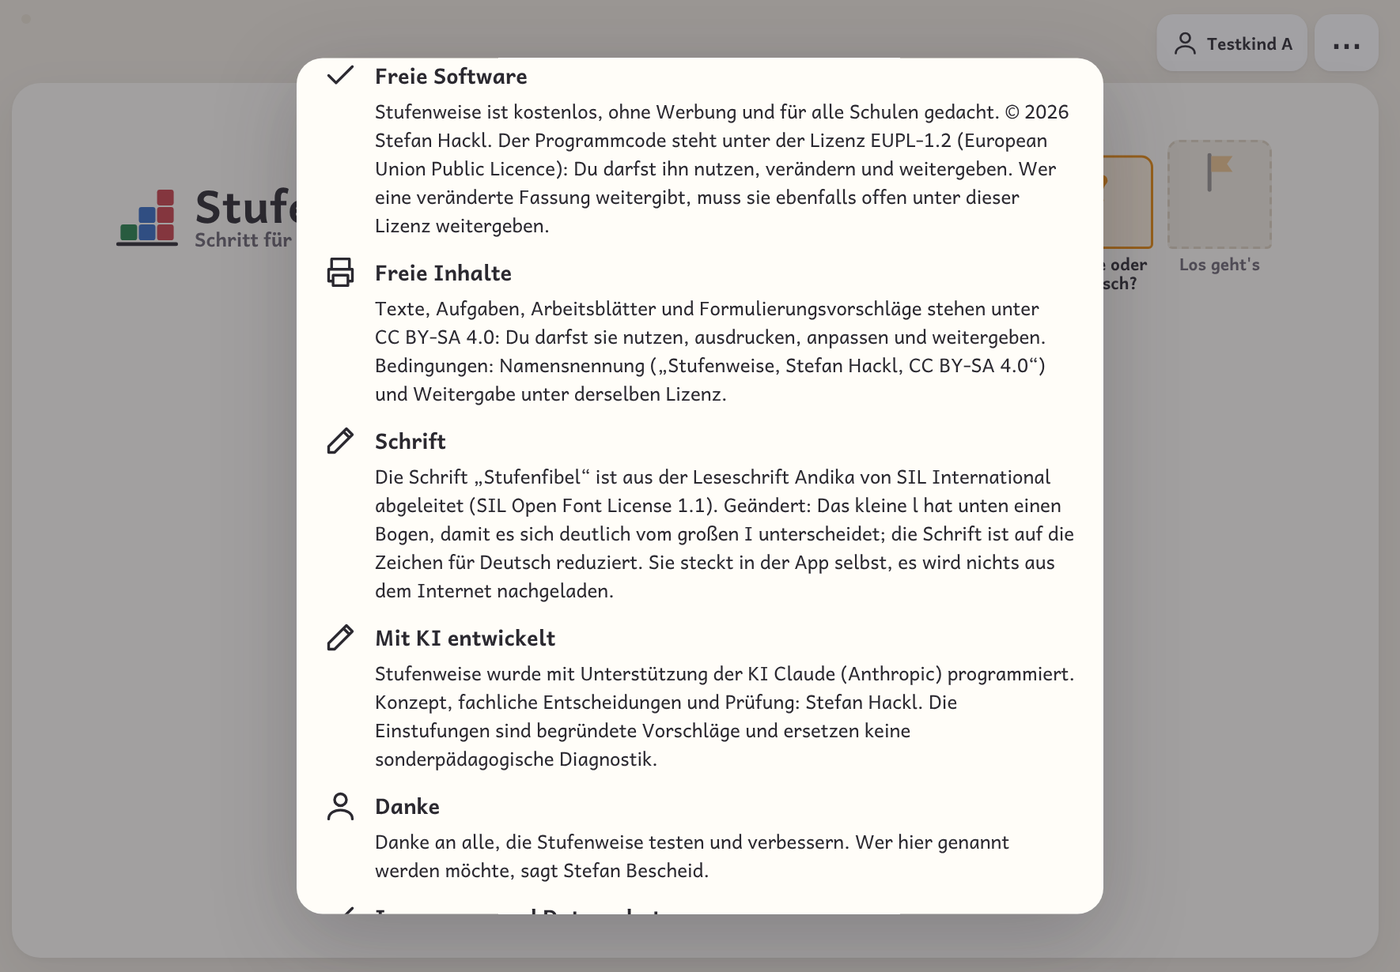 Testkind A
...
Freie Software
Stufenweise ist kostenlos, ohne Werbung und für alle Schulen gedacht. © 2026
Stefan Hackl. Der Programmcode steht unter der Lizenz EUPL-1.2 (European
Union Public Licence): Du darfst ihn nutzen, verändern und weitergeben. Wer
eine veränderte Fassung weitergibt, muss sie ebenfalls offen unter dieser
Lizenz weitergeben.
Stufe
Schritt für
e oder
sch?
Los geht's
Freie Inhalte
Texte, Aufgaben, Arbeitsblätter und Formulierungsvorschläge stehen unter
CC BY-SA 4.0: Du darfst sie nutzen, ausdrucken, anpassen und weitergeben.
Bedingungen: Namensnennung („Stufenweise, Stefan Hackl, CC BY-SA 4.0“)
und Weitergabe unter derselben Lizenz.
Schrift
Die Schrift „Stufenfibel“ ist aus der Leseschrift Andika von SIL International
abgeleitet (SIL Open Font License 1.1). Geändert: Das kleine l hat unten einen
Bogen, damit es sich deutlich vom großen I unterscheidet; die Schrift ist auf die
Zeichen für Deutsch reduziert. Sie steckt in der App selbst, es wird nichts aus
dem Internet nachgeladen.
Mit KI entwickelt
Stufenweise wurde mit Unterstützung der KI Claude (Anthropic) programmiert.
Konzept, fachliche Entscheidungen und Prüfung: Stefan Hackl. Die
Einstufungen sind begründete Vorschläge und ersetzen keine
sonderpädagogische Diagnostik.
Danke
Danke an alle, die Stufenweise testen und verbessern. Wer hier genannt
werden möchte, sagt Stefan Bescheid.